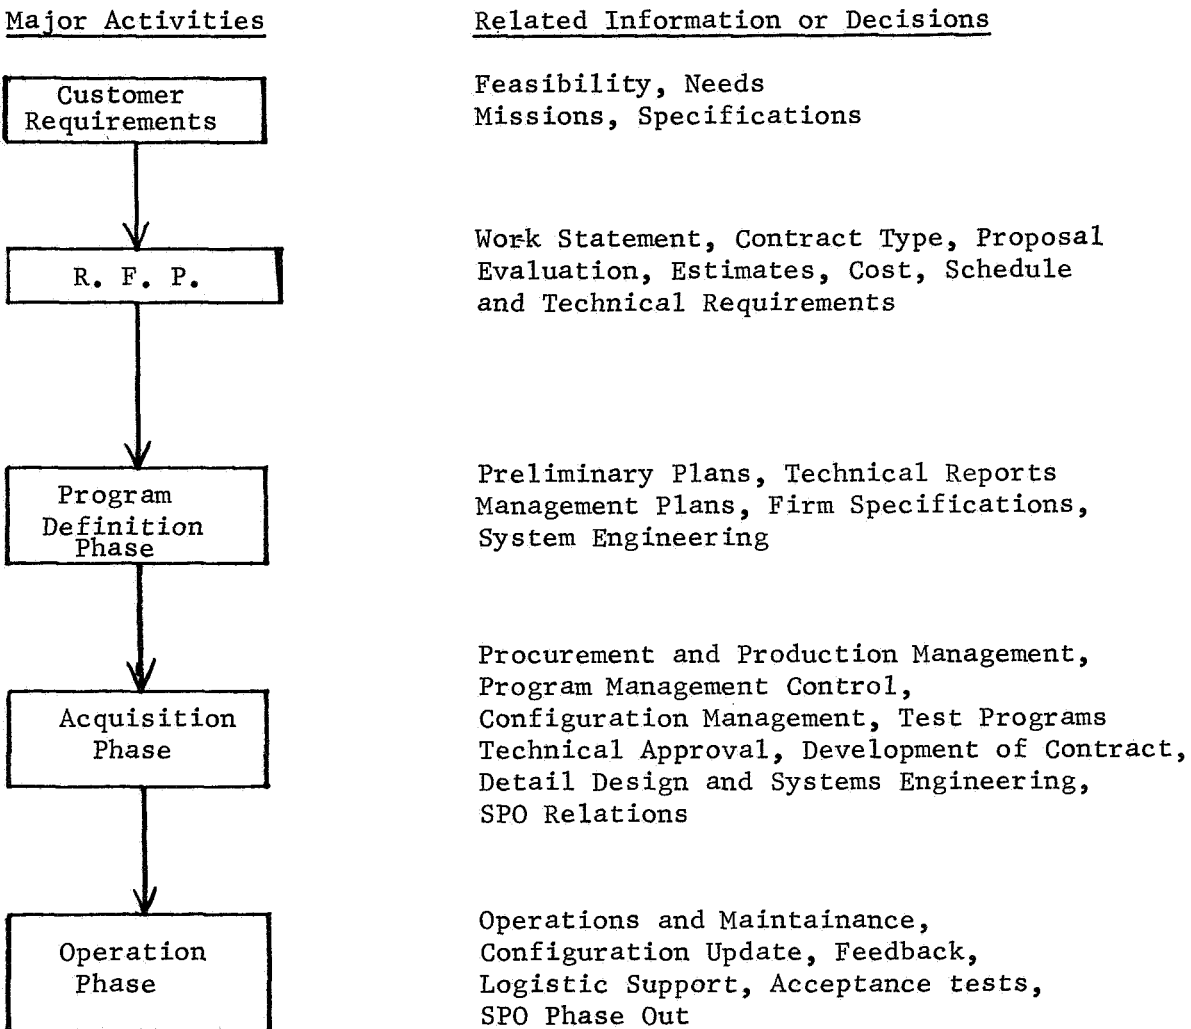 Major Activities
Related Information or Decisions
Customer
Requirements
Feasibility, Needs
Missions, Specifications
R. F. P.
Work Statement, Contract Type, Proposal
Evaluation, Estimates, Cost, Schedule
and Technical Requirements
Program
Definition
Phase
Preliminary Plans, Technical Reports
Management Plans, Firm Specifications,
System Engineering
Acquisition
Phase
Procurement and Production Management,
Program Management Control,
Configuration Management, Test Programs
Technical Approval, Development of Contract,
Detail Design and Systems Engineering,
SPO Relations
Operation
Phase
Operations and Maintainance,
Configuration Update, Feedback,
Logistic Support, Acceptance tests,
SPO Phase Out